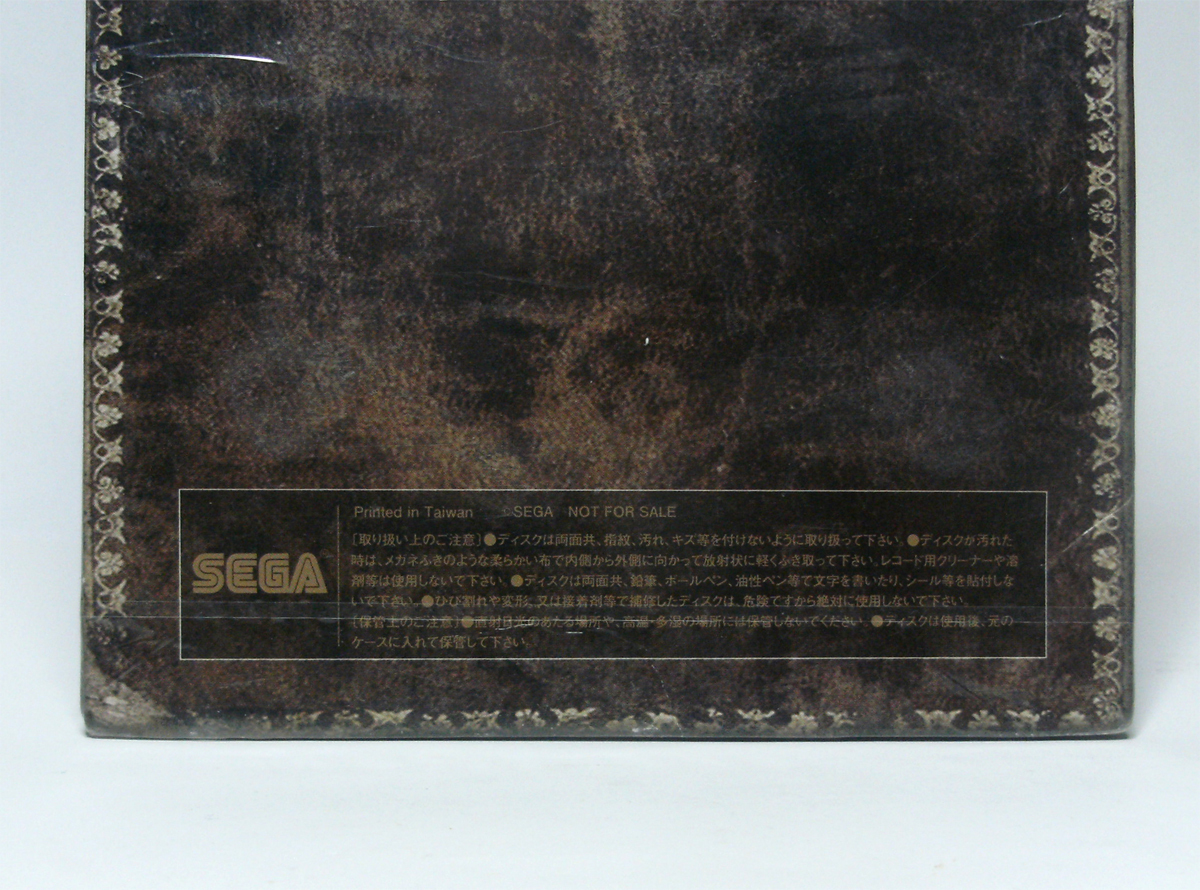 SEGA
Printed in Taiwan ©SEGA NOT FOR SALE
［取り扱い上のご注意］●ディスクは両面共、指紋、汚れ、キズ等を付けないように取り扱って下さい。●ディスクが汚れた
時は、メガネふきのような柔らかい布で内側から外側に向かって放射状に軽くふき取って下さい。レコード用クリーナーや溶
剤等は使用しないで下さい。●ディスクは両面共、鉛筆、ボールペン、油性ペン等で文字を書いたり、シール等を貼付しな
いで下さい。●ひび割れや変形、又は接着剤等で補修したディスクは、危険ですから絶対に使用しないで下さい。
［保管上のご注意］●直射日光のあたる場所や、高温・多湿の場所には保管しないでください。●ディスクは使用後、元の
ケースに入れて保管して下さい。